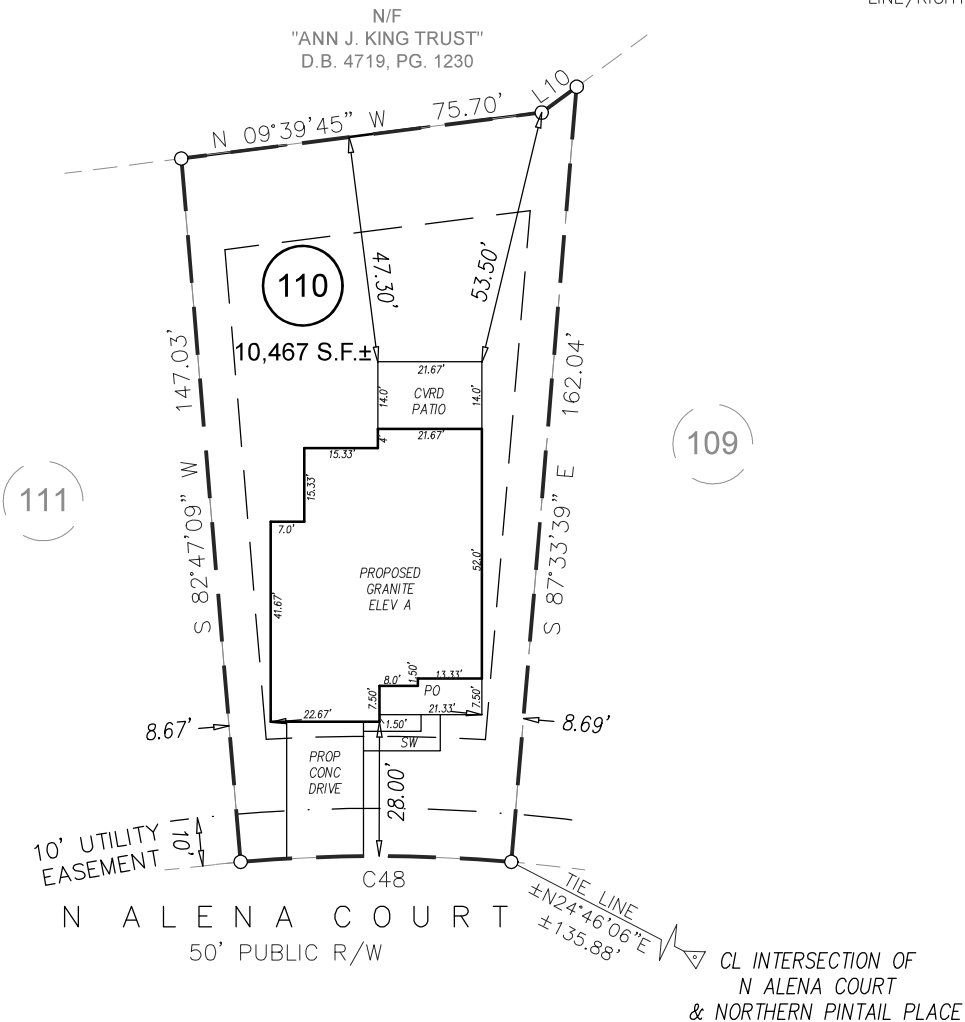 LINE/RIGHT
N/F
"ANN J. KING TRUST"
D.B. 4719, PG. 1230
N 09°39'45" W 75.70'
L10
47.30'
53.50'
110
10,467 S.F.±
147.03'
S 82°47'09" W
162.04'
S 87°33'39" E
109
111
21.67'
14.0'
CVRD
PATIO
14.0'
4'
21.67'
15.33'
15.33'
7.0'
52.0'
41.67'
PROPOSED
GRANITE
ELEV A
8.0'
1.50'
13.33'
7.50'
PO
7.50'
22.67'
21.33'
1.50'
SW
8.67'
8.69'
PROP
CONC
DRIVE
28.00'
10' UTILITY
EASEMENT
10'
C48
N ALENA COURT
50' PUBLIC R/W
TIE LINE
±N24°46'06"E
±135.88'
CL INTERSECTION OF
N ALENA COURT
& NORTHERN PINTAIL PLACE